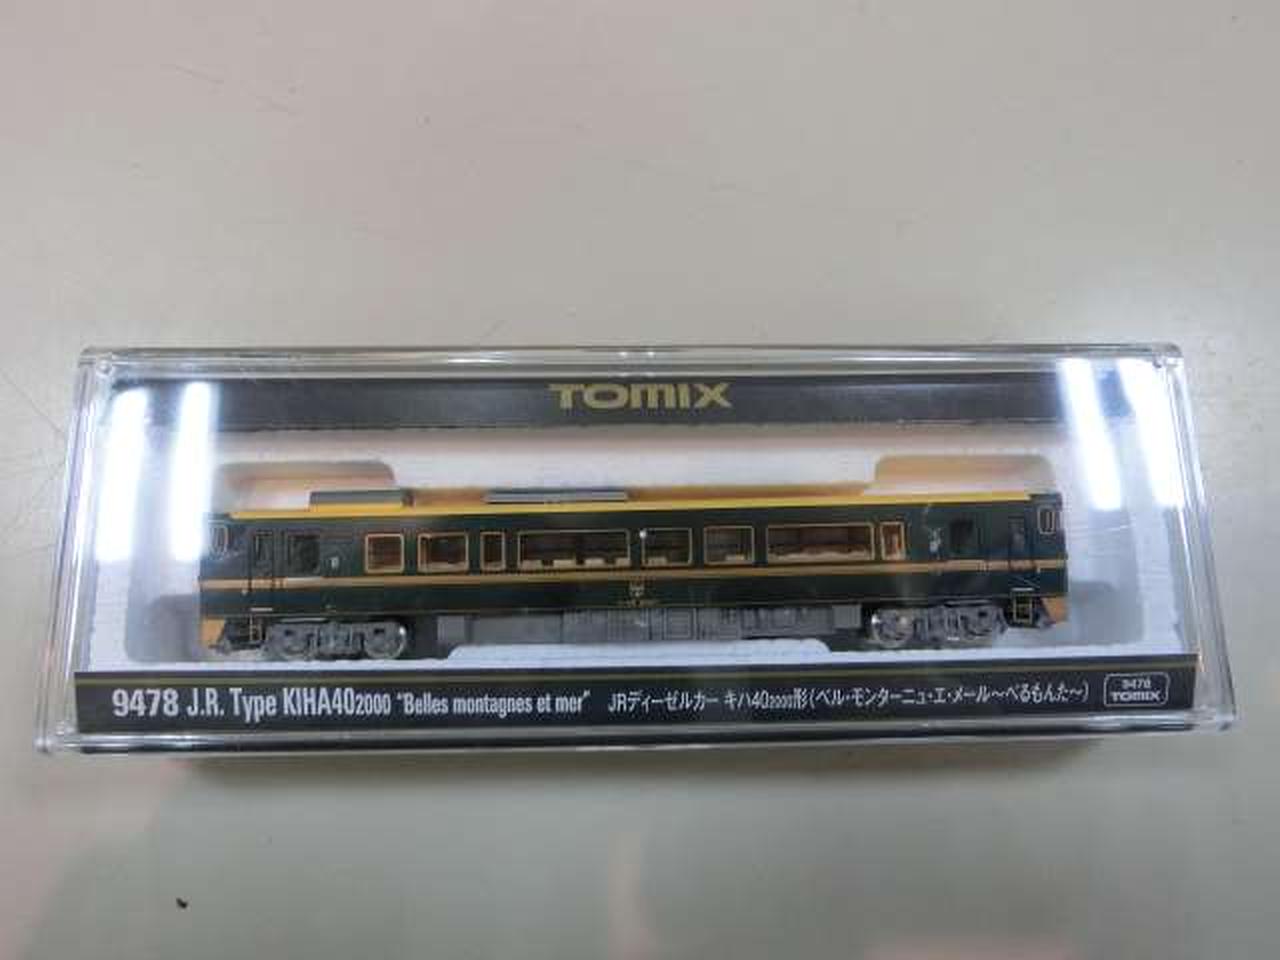 TOMIX
9478 J.R. Type KIHA402000 "Belles montagnes et mer" JRディーゼルカー キハ402000形(ベル・モンターニュ・エ・メール〜べるもんた〜)
9478
TOMIX